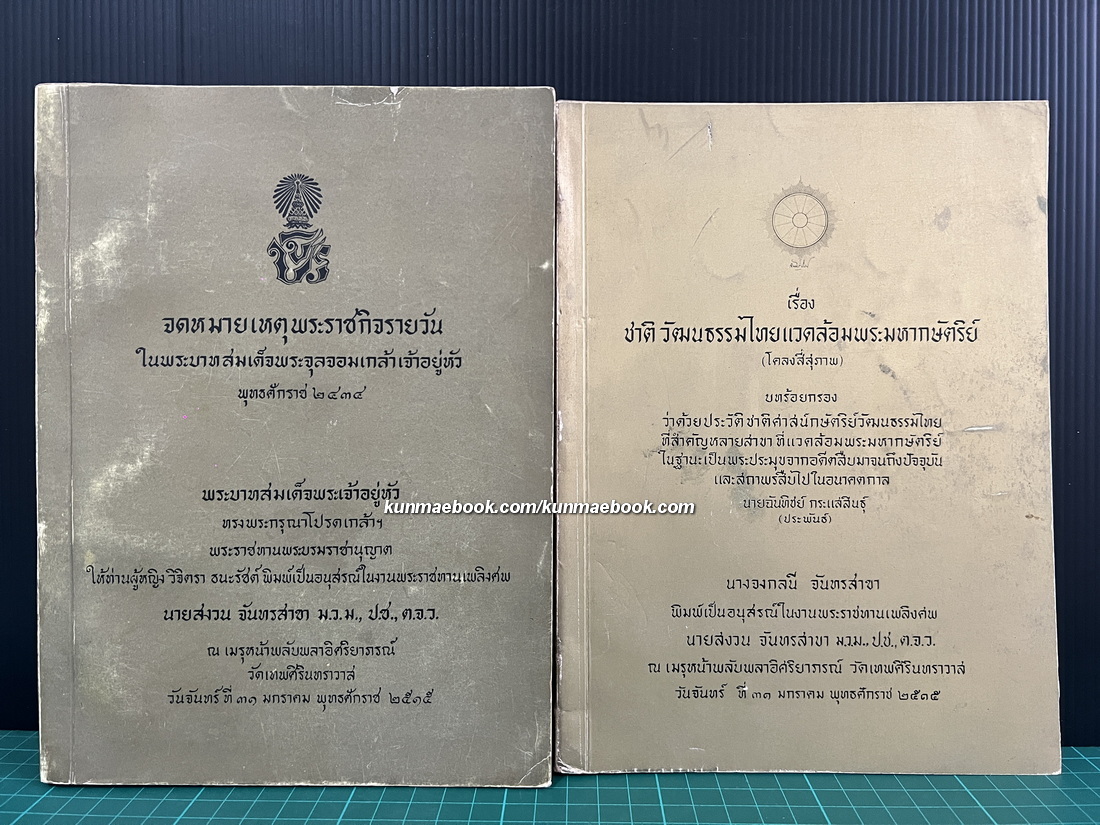 จดหมายเหตุพระราชกิจรายวัน
ในพระบาทสมเด็จพระจุลจอมเกล้าเจ้าอยู่หัว
พุทธศักราช ๒๔๓๔
พระบาทสมเด็จพระเจ้าอยู่หัว
ทรงพระกรุณาโปรดเกล้าฯ
พระราชทานพระบรมราชานุญาต
ให้ท่านผู้หญิงวิจิตรา ธนะรัชต์ พิมพ์เป็นอนุสรณ์ในงานพระราชทานเพลิงศพ
นายสงวน จันทรสาขา ม.ว.ม., ป.ช., ต.จ.ว.
ณ เมรุหน้าพลับพลาอิศริยาภรณ์
วัดเทพศิรินทราวาส
วันจันทร์ ที่ ๓๑ มกราคม พุทธศักราช ๒๕๑๕
เรื่อง
ชาติ วัฒนธรรมไทยแวดล้อมพระมหากษัตริย์
(โคลงสี่สุภาพ)
บทร้อยกรอง
ว่าด้วยประวัติชาติศาสน์กษัตริย์วัฒนธรรมไทย
ที่สำคัญหลายสาขา ที่แวดล้อมพระมหากษัตริย์
ในฐานะเป็นพระประมุขจากอดีตสืบมาจนถึงปัจจุบัน
และสถาพรสืบไปในอนาคตกาล
นายฉันทิชย์ กระแสสินธุ์
(ประพันธ์)
นางจงกลนี จันทรสาขา
พิมพ์เป็นอนุสรณ์ในงานพระราชทานเพลิงศพ
นายสงวน จันทรสาขา ม.ว.ม., ป.ช., ต.จ.ว.
ณ เมรุหน้าพลับพลาอิศริยาภรณ์ วัดเทพศิรินทราวาส
วันจันทร์ ที่ ๓๑ มกราคม พุทธศักราช ๒๕๑๕
kunmaebook.com/kunmaebook.com